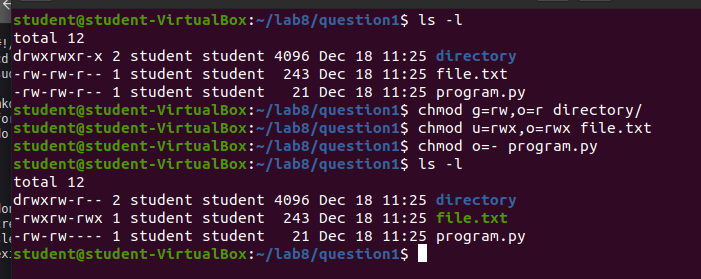 student@student-VirtualBox:~/lab8/question1$ ls -l
total 12
drwxrwxr-x 2 student student 4096 Dec 18 11:25 directory
-rw-rw-r-- 1 student student  243 Dec 18 11:25 file.txt
-rw-rw-r-- 1 student student   21 Dec 18 11:25 program.py
student@student-VirtualBox:~/lab8/question1$ chmod g=rw,o=r directory/
student@student-VirtualBox:~/lab8/question1$ chmod u=rwx,o=rwx file.txt
student@student-VirtualBox:~/lab8/question1$ chmod o=- program.py
student@student-VirtualBox:~/lab8/question1$ ls -l
total 12
drwxrw-r-- 2 student student 4096 Dec 18 11:25 directory
-rwxrw-rwx 1 student student  243 Dec 18 11:25 file.txt
-rw-rw---- 1 student student   21 Dec 18 11:25 program.py
student@student-VirtualBox:~/lab8/question1$